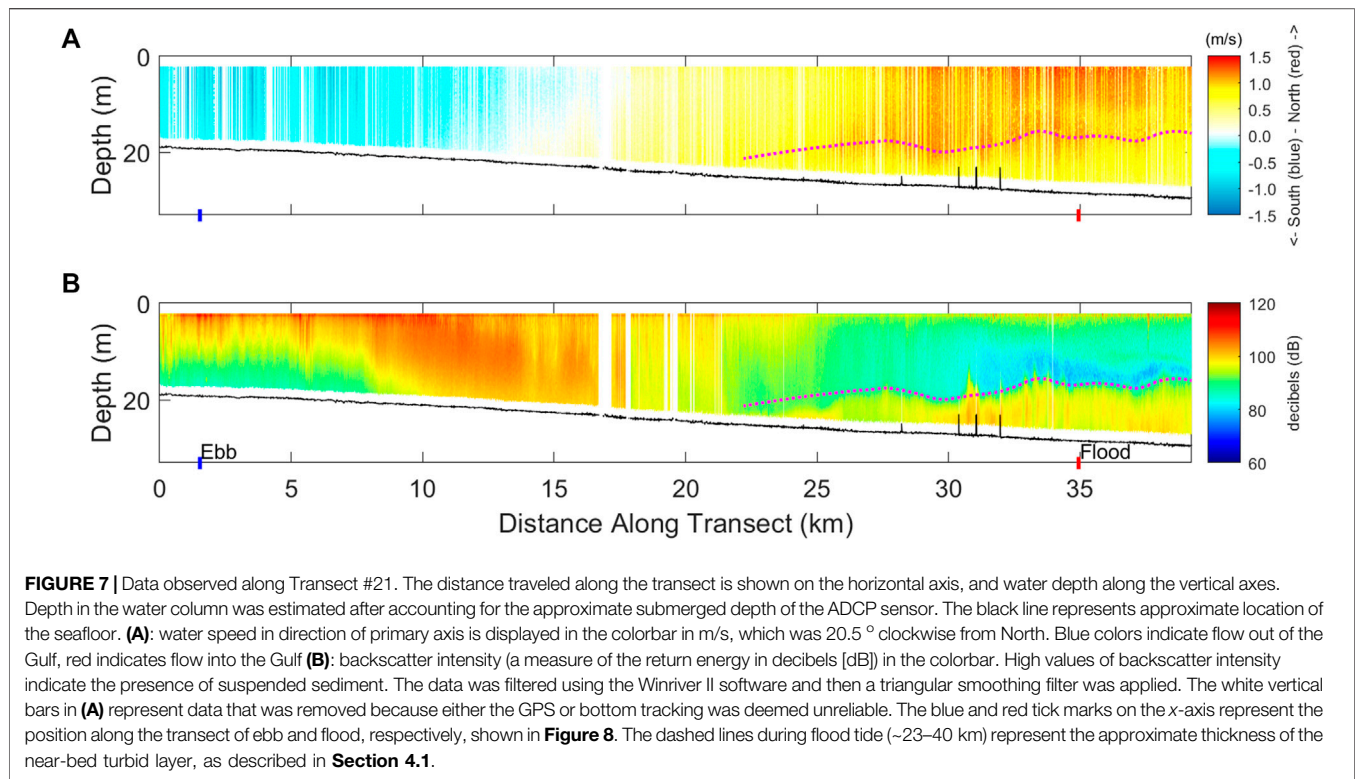 A
0
20
Depth (m)
(m/s)
1.5
1.0
0.5
0.0
-0.5
-1.0
-1.5
<- South (blue) - North (red) ->
B
0
20
Depth (m)
Ebb
Flood
0
5
10
15
20
25
30
35
Distance Along Transect (km)
120
100
80
60
decibels (dB)
FIGURE 7 | Data observed along Transect #21. The distance traveled along the transect is shown on the horizontal axis, and water depth along the vertical axes.
Depth in the water column was estimated after accounting for the approximate submerged depth of the ADCP sensor. The black line represents approximate location of
the seafloor. (A): water speed in direction of primary axis is displayed in the colorbar in m/s, which was 20.5 ° clockwise from North. Blue colors indicate flow out of the
Gulf, red indicates flow into the Gulf (B): backscatter intensity (a measure of the return energy in decibels [dB]) in the colorbar. High values of backscatter intensity
indicate the presence of suspended sediment. The data was filtered using the Winriver II software and then a triangular smoothing filter was applied. The white vertical
bars in (A) represent data that was removed because either the GPS or bottom tracking was deemed unreliable. The blue and red tick marks on the x-axis represent the
position along the transect of ebb and flood, respectively, shown in Figure 8. The dashed lines during flood tide (~23–40 km) represent the approximate thickness of the
near-bed turbid layer, as described in Section 4.1.